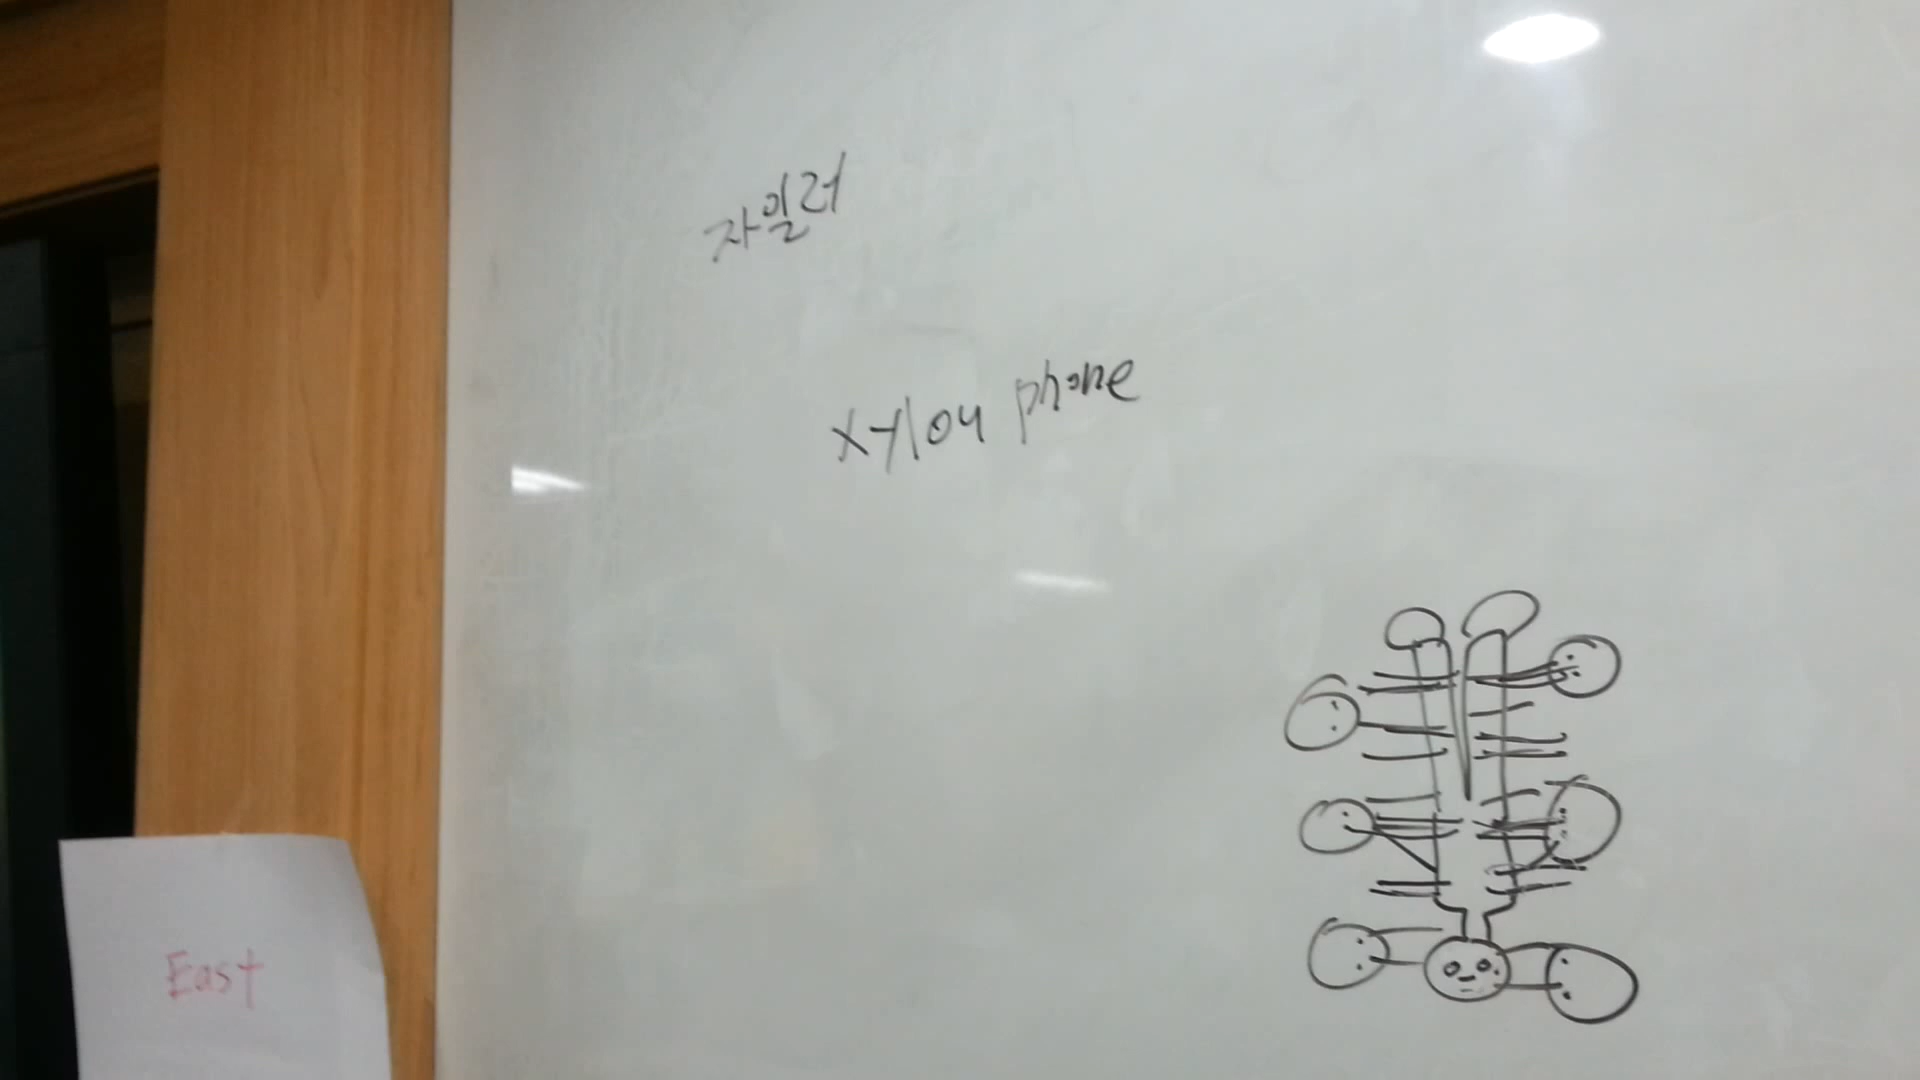 자일러
xylou phone
East